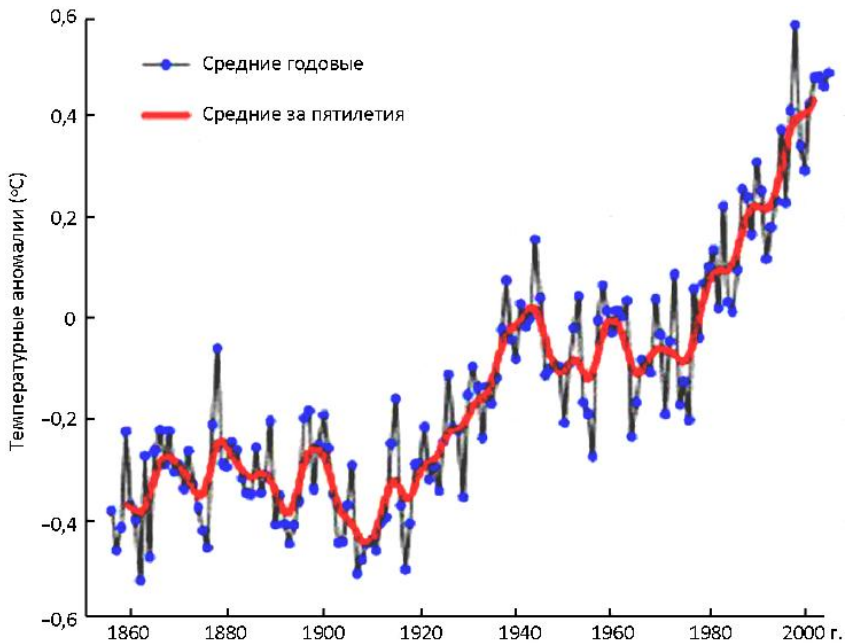 Средние годовые
Средние за пятилетия
Температурные аномалии (°С)
0,6
0,4
0,2
0
–0,2
–0,4
–0,6
1860 1880 1900 1920 1940 1960 1980 2000 г.